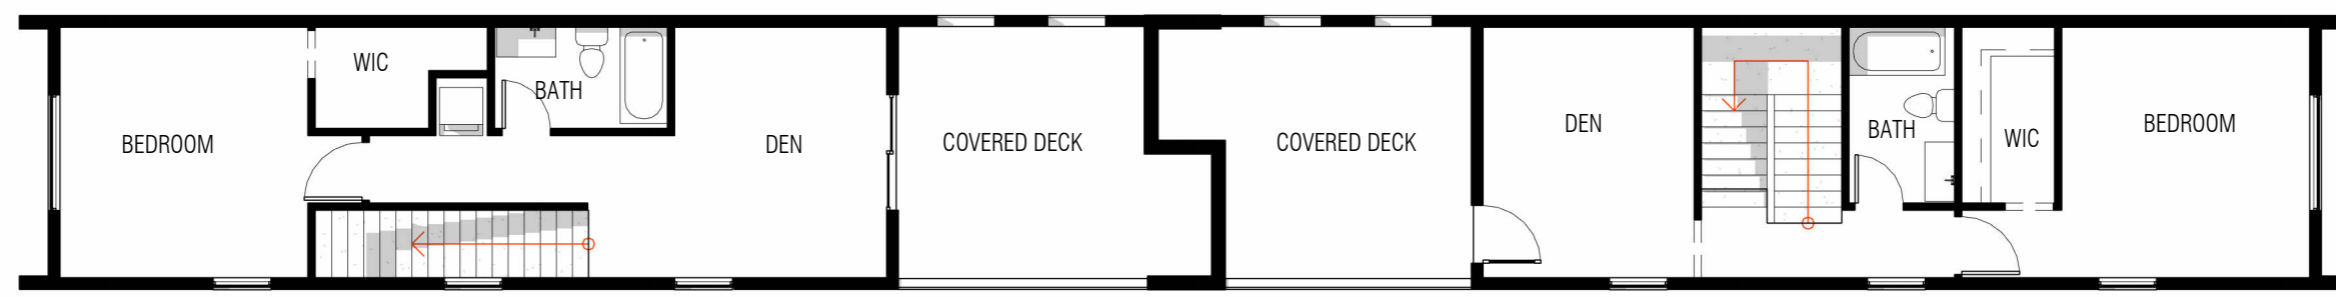 BEDROOM
WIC
BATH
DEN
COVERED DECK
COVERED DECK
DEN
BATH
WIC
BEDROOM